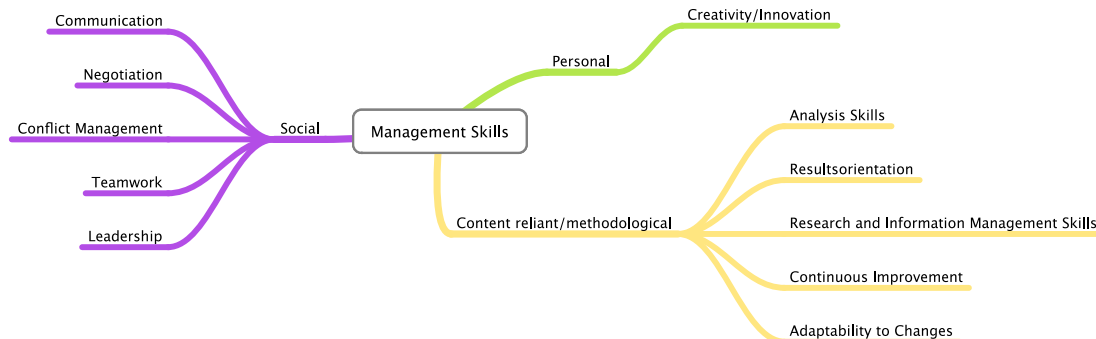 Communication
Negotiation
Conflict Management
Teamwork
Leadership
Social
Management Skills
Personal
Creativity/Innovation
Content reliant/methodological
Analysis Skills
Resultsorientation
Research and Information Management Skills
Continuous Improvement
Adaptability to Changes